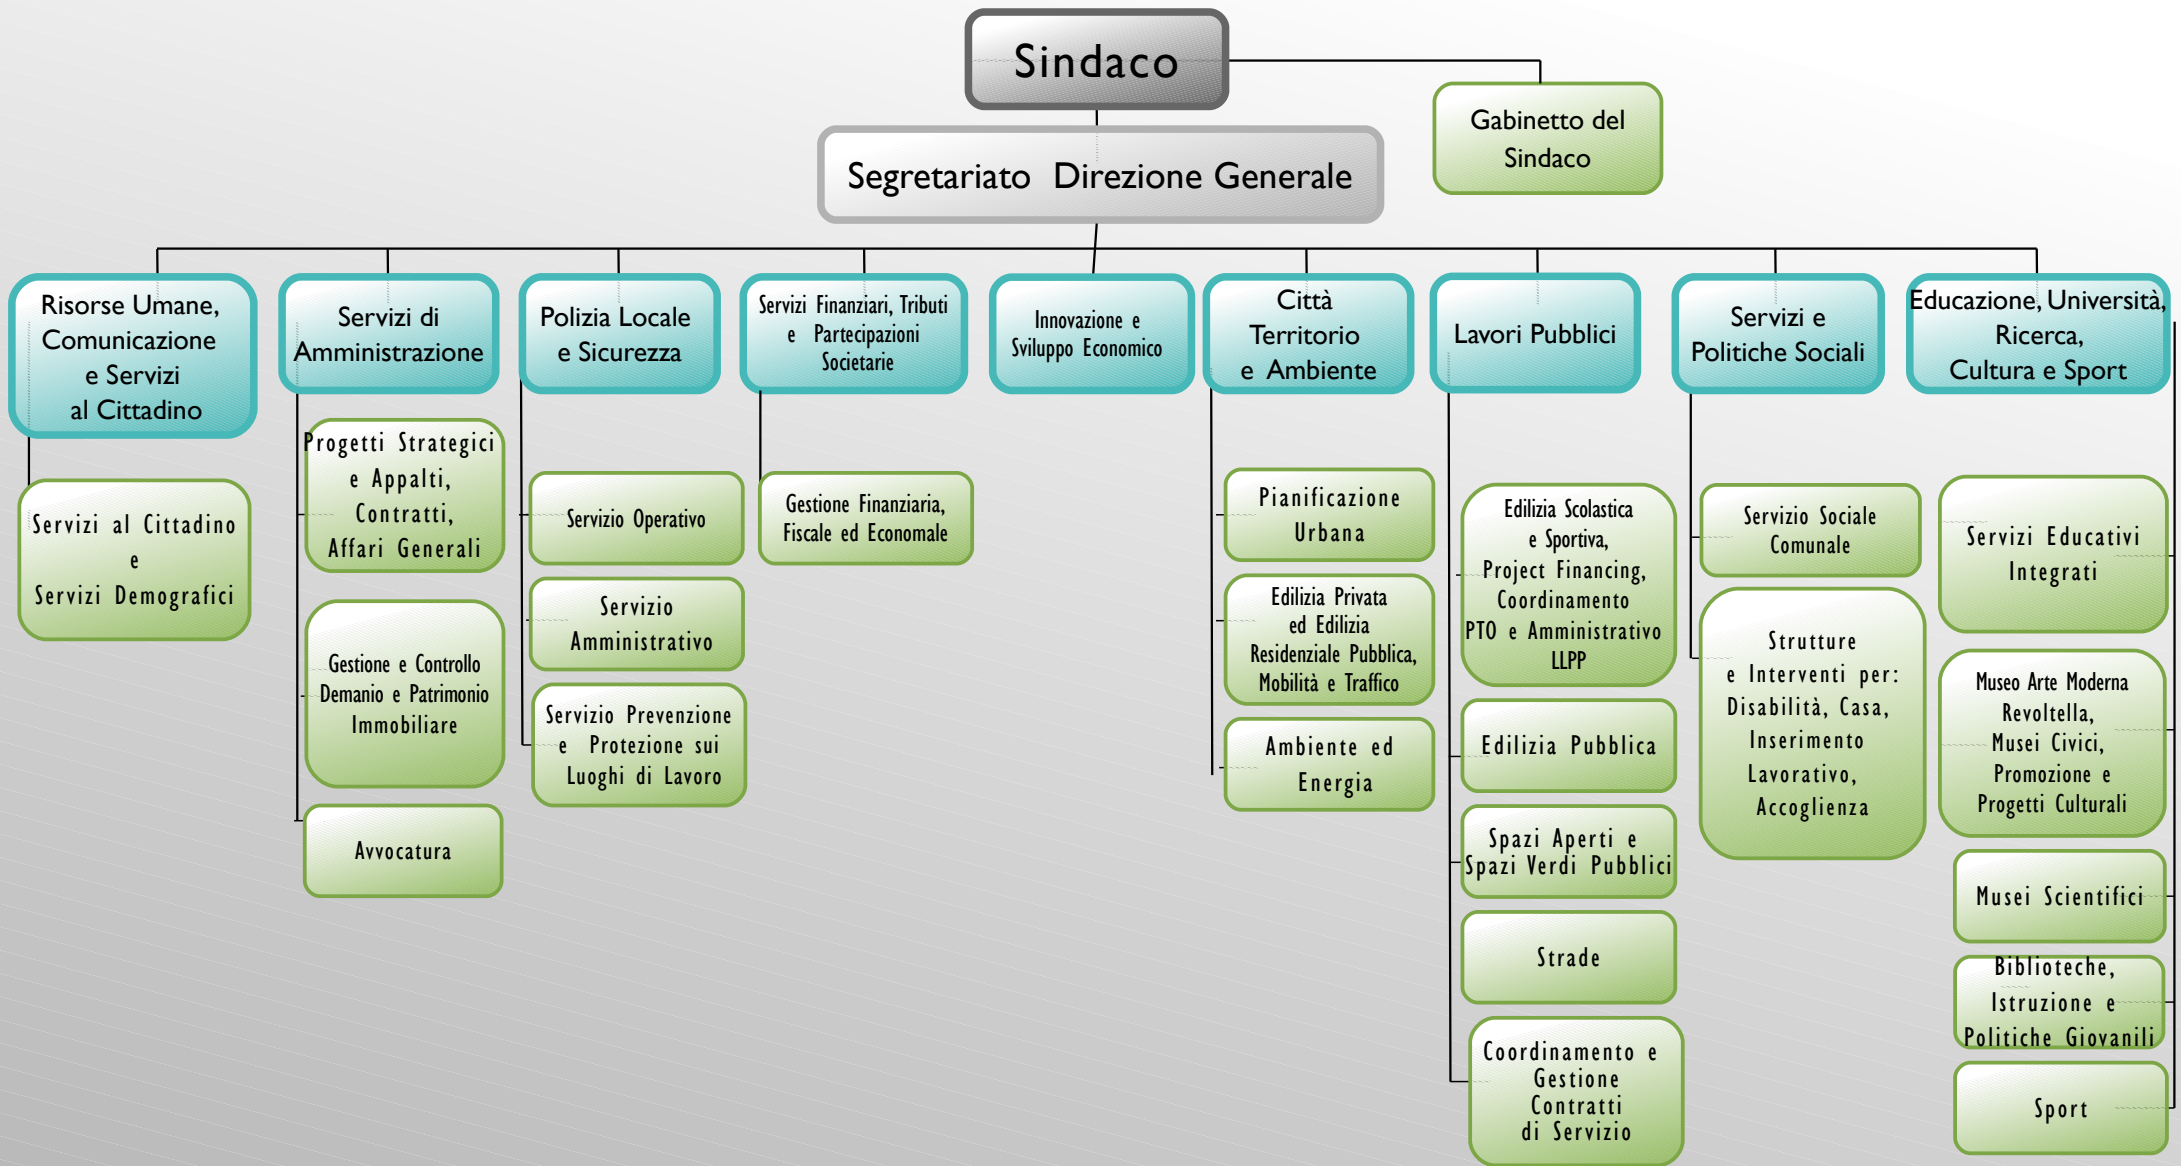 Sindaco
Gabinetto del
Sindaco
Segretariato Direzione Generale
Risorse Umane,
Comunicazione
e Servizi
al Cittadino
Servizi di
Amministrazione
Polizia Locale
e Sicurezza
Servizi Finanziari, Tributi
e Partecipazioni
Societarie
Innovazione e
Sviluppo Economico
Città
Territorio
e Ambiente
Lavori Pubblici
Servizi e
Politiche Sociali
Educazione, Università,
Ricerca,
Cultura e Sport
Servizi al Cittadino
e
Servizi Demografici
Progetti Strategici
e Appalti,
Contratti,
Affari Generali
Gestione e Controllo
Demanio e Patrimonio
Immobiliare
Avvocatura
Servizio Operativo
Servizio
Amministrativo
Servizio Prevenzione
e Protezione sui
Luoghi di Lavoro
Gestione Finanziaria,
Fiscale ed Economale
Pianificazione
Urbana
Edilizia Privata
ed Edilizia
Residenziale Pubblica,
Mobilità e Traffico
Ambiente ed
Energia
Edilizia Scolastica
e Sportiva,
Project Financing,
Coordinamento
PTO e Amministrativo
LLPP
Edilizia Pubblica
Spazi Aperti e
Spazi Verdi Pubblici
Strade
Coordinamento e
Gestione
Contratti
di Servizio
Servizio Sociale
Comunale
Strutture
e Interventi per:
Disabilità, Casa,
Inserimento
Lavorativo,
Accoglienza
Servizi Educativi
Integrati
Museo Arte Moderna
Revoltella,
Musei Civici,
Promozione e
Progetti Culturali
Musei Scientifici
Biblioteche,
Istruzione e
Politiche Giovanili
Sport